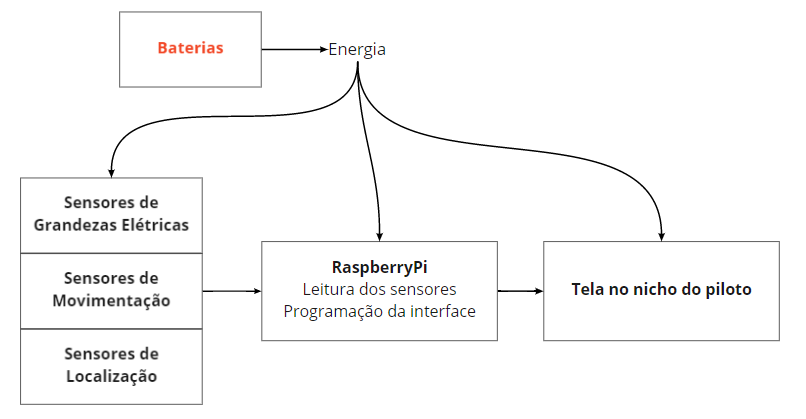 Baterias
Energia
Sensores de
Grandezas Elétricas
Sensores de
Movimentação
Sensores de
Localização
RaspberryPi
Leitura dos sensores
Programação da interface
Tela no nicho do piloto